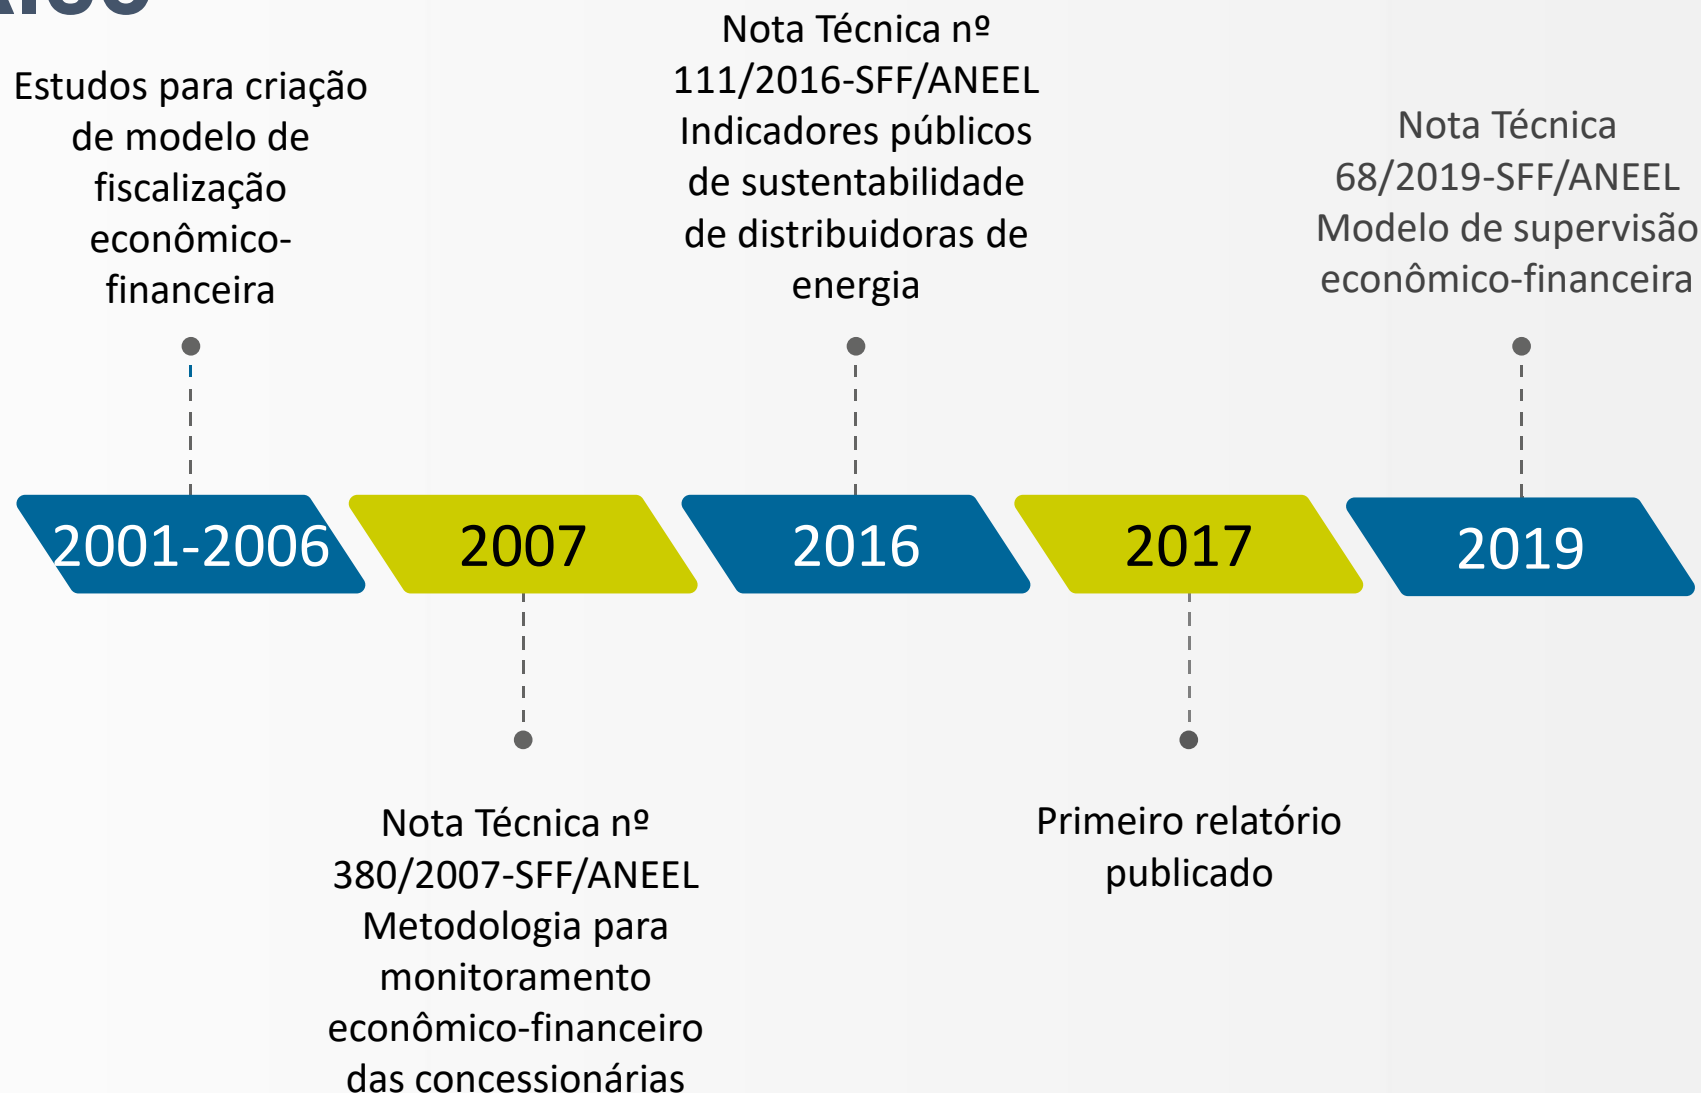 Estudos para criação
de modelo de
fiscalização
econômico-
financeira
Nota Técnica nº
111/2016-SFF/ANEEL
Indicadores públicos
de sustentabilidade
de distribuidoras de
energia
Nota Técnica
68/2019-SFF/ANEEL
Modelo de supervisão
econômico-financeira
2001-2006
2007
2016
2017
2019
Nota Técnica nº
380/2007-SFF/ANEEL
Metodologia para
monitoramento
econômico-financeiro
das concessionárias
Primeiro relatório
publicado